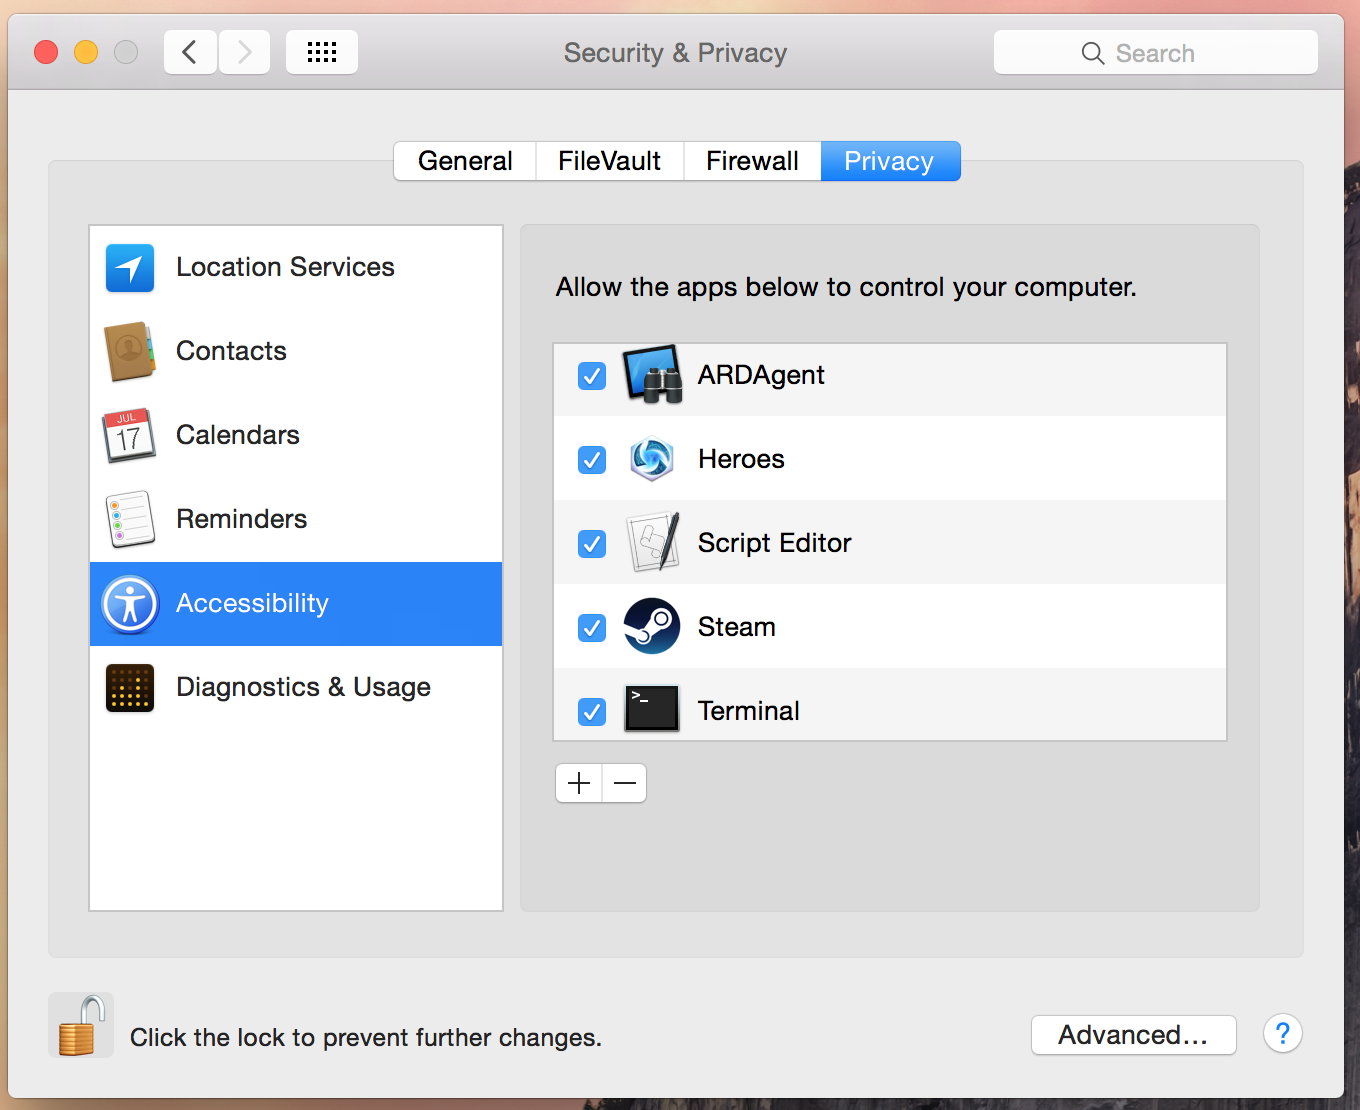 Security & Privacy
Search
General
FileVault
Firewall
Privacy
Location Services
Contacts
JUL
17
Calendars
Reminders
Accessibility
Diagnostics & Usage
Allow the apps below to control your computer.
ARDAgent
Heroes
Script Editor
Steam
>_
Terminal
Click the lock to prevent further changes.
Advanced...
?